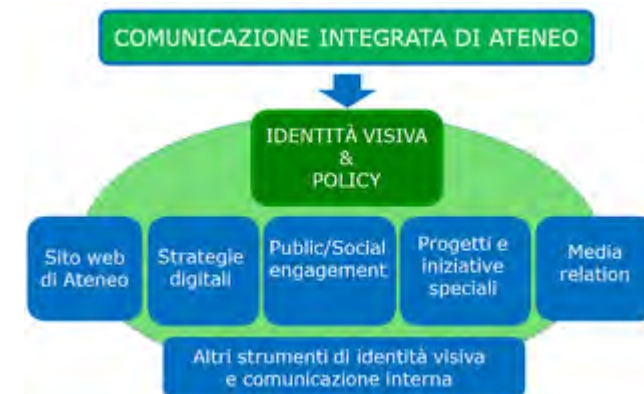 COMUNICAZIONE INTEGRATA DI ATENEO
IDENTITÀ VISIVA
&
POLICY
Sito web
di Ateneo
Strategie
digitali
Public/Social
engagement
Progetti e
iniziative
speciali
Media
relation
Altri strumenti di identità visiva
e comunicazione interna